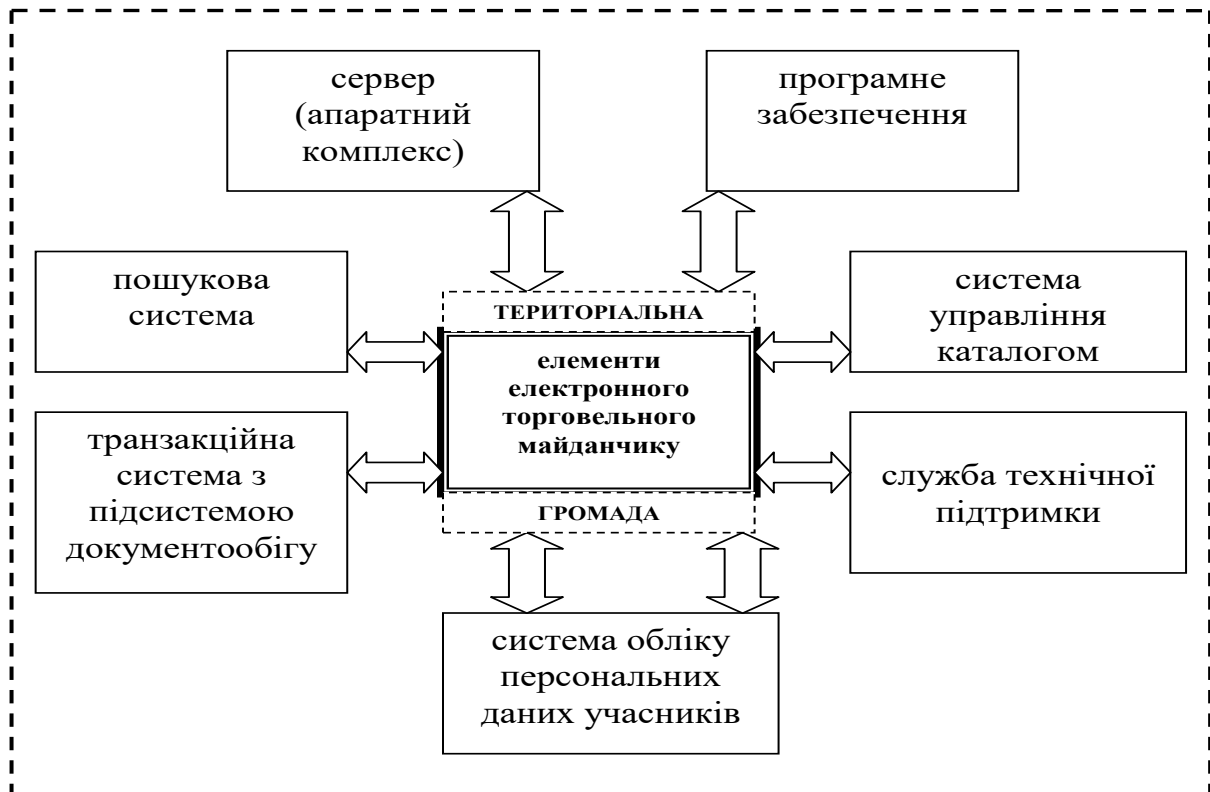 сервер
(апаратний
комплекс)
програмне
забезпечення
пошукова
система
ТЕРИТОРІАЛЬНА
система
управління
каталогом
елементи
електронного
торговельного
майданчику
транзакційна
система з
підсистемою
документообігу
служба технічної
підтримки
ГРОМАДА
система обліку
персональних
даних учасників